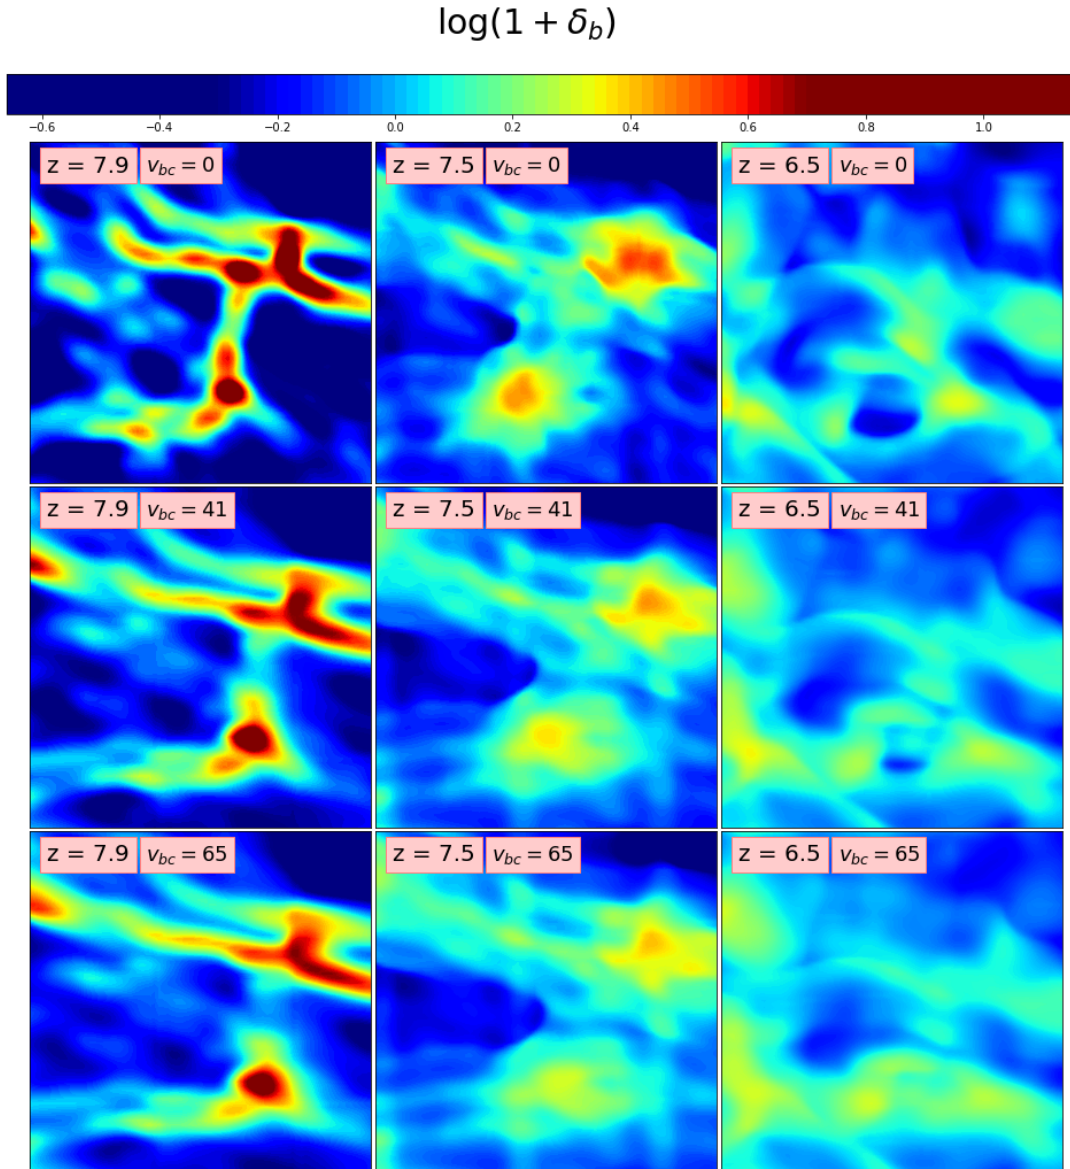 log(1 + δ_b)
−0.6 −0.4 −0.2 0.0 0.2 0.4 0.6 0.8 1.0
z = 7.9 v_bc = 0 z = 7.5 v_bc = 0 z = 6.5 v_bc = 0
z = 7.9 v_bc = 41 z = 7.5 v_bc = 41 z = 6.5 v_bc = 41
z = 7.9 v_bc = 65 z = 7.5 v_bc = 65 z = 6.5 v_bc = 65